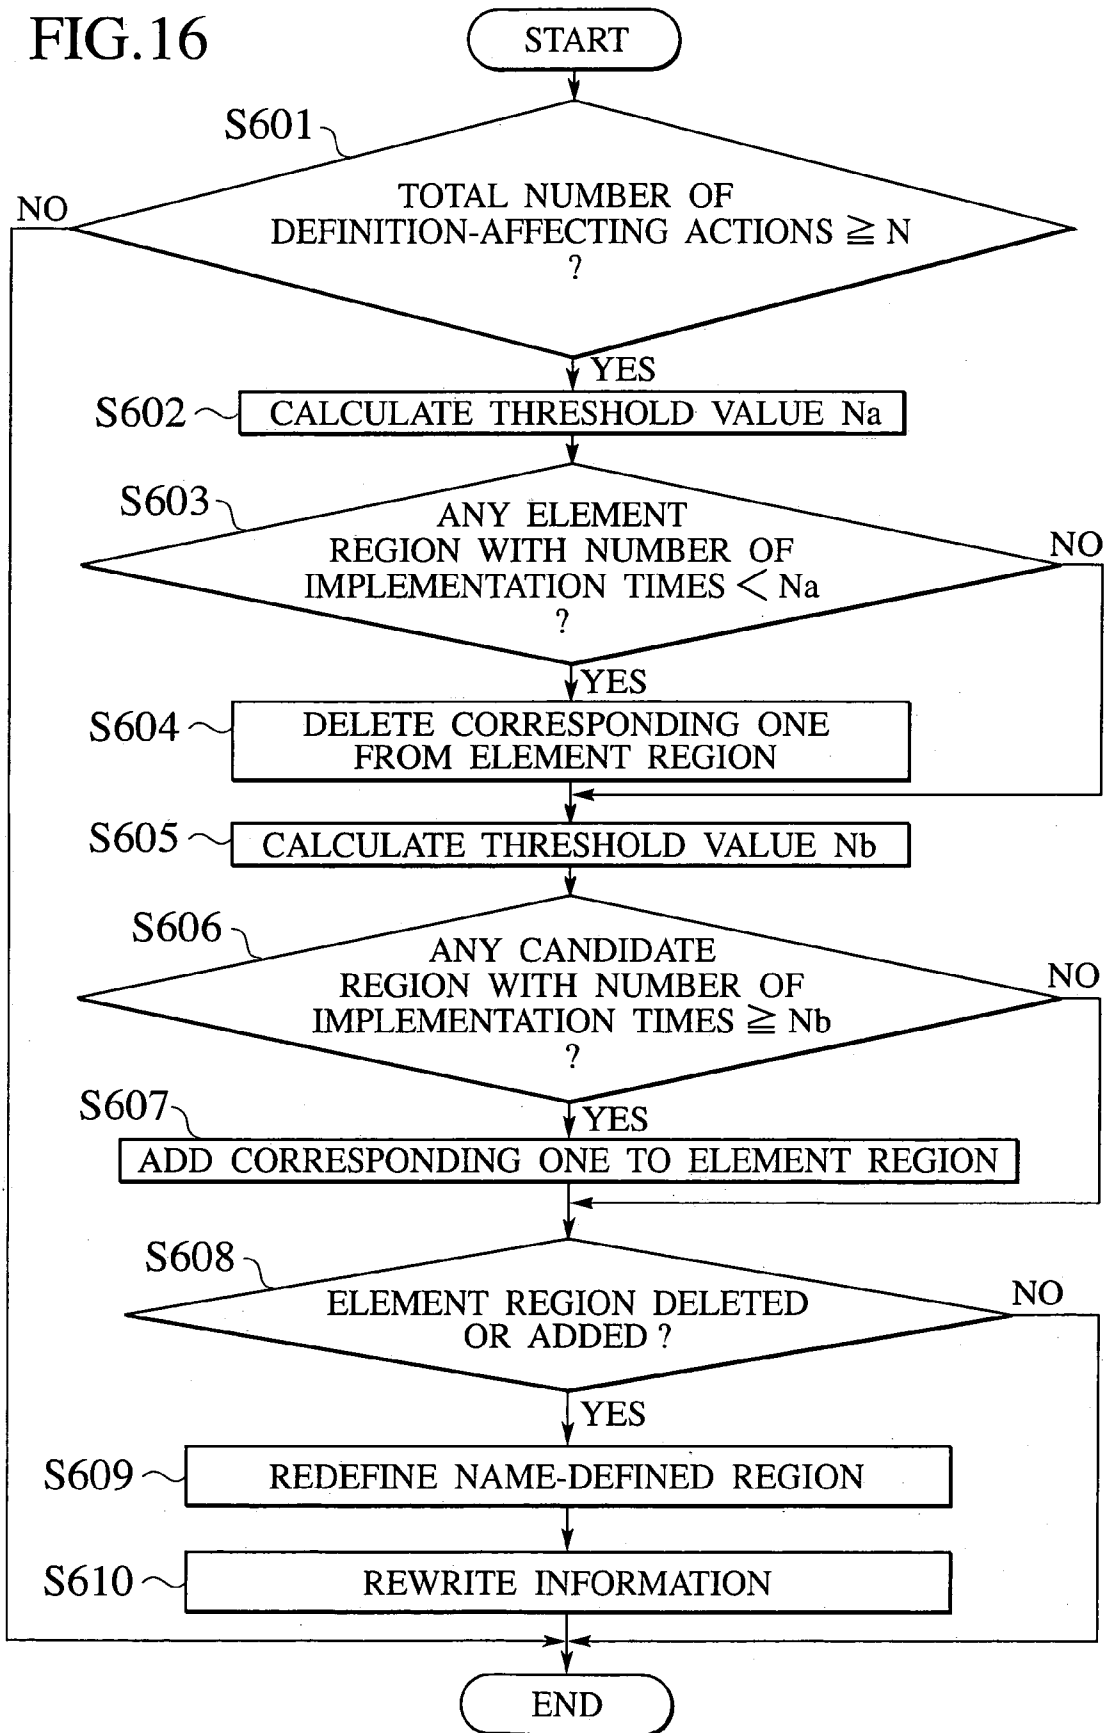 FIG.16
START
S601
TOTAL NUMBER OF
DEFINITION-AFFECTING ACTIONS ≧ N
?
NO
YES
S602
CALCULATE THRESHOLD VALUE Na
S603
ANY ELEMENT
REGION WITH NUMBER OF
IMPLEMENTATION TIMES < Na
?
NO
YES
S604
DELETE CORRESPONDING ONE
FROM ELEMENT REGION
S605
CALCULATE THRESHOLD VALUE Nb
S606
ANY CANDIDATE
REGION WITH NUMBER OF
IMPLEMENTATION TIMES ≧ Nb
?
NO
YES
S607
ADD CORRESPONDING ONE TO ELEMENT REGION
S608
ELEMENT REGION DELETED
OR ADDED ?
NO
YES
S609
REDEFINE NAME-DEFINED REGION
S610
REWRITE INFORMATION
END